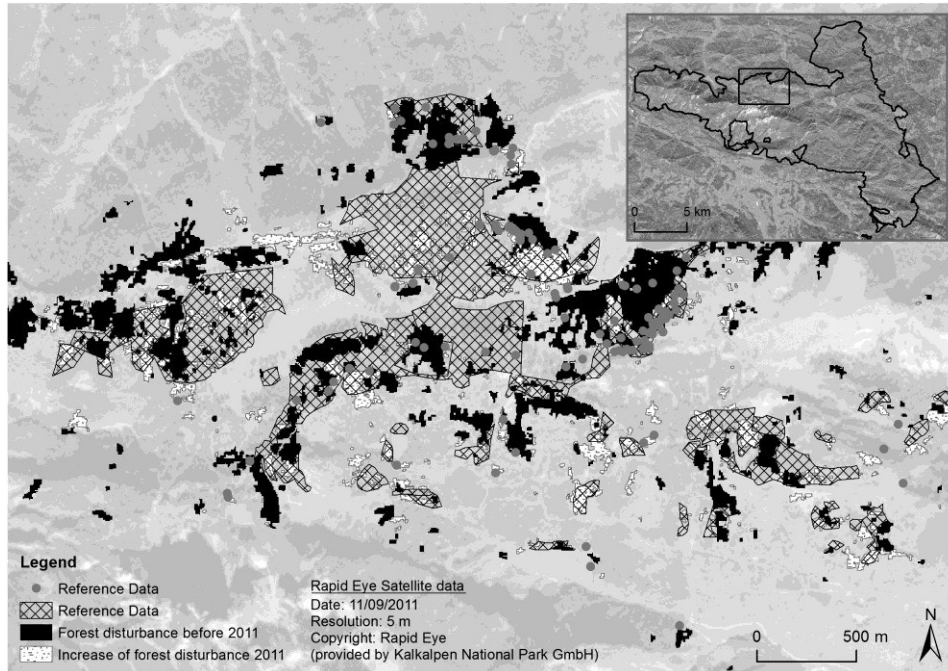 0 5 km
Legend
Reference Data
Reference Data
Forest disturbance before 2011
Increase of forest disturbance 2011
Rapid Eye Satellite data
Date: 11/09/2011
Resolution: 5 m
Copyright: Rapid Eye
(provided by Kalkalpen National Park GmbH)
0 500 m
N